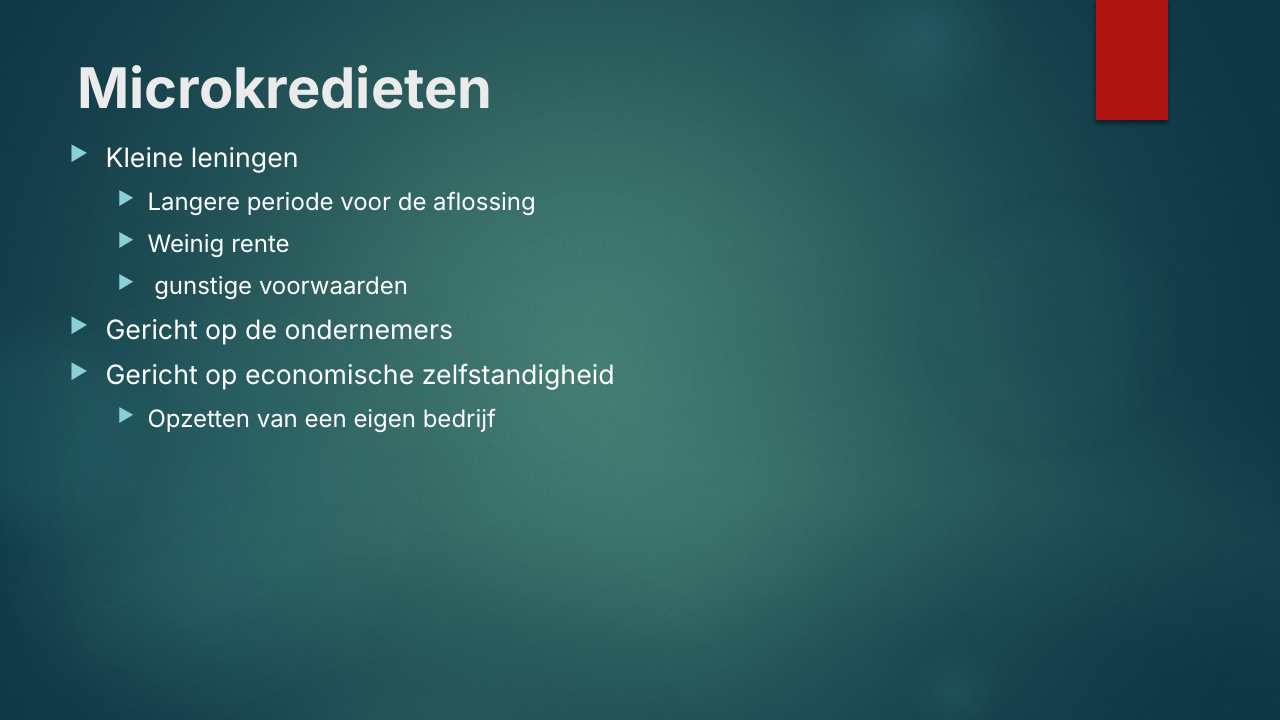 Microkredieten
Kleine leningen
Langere periode voor de aflossing
Weinig rente
gunstige voorwaarden
Gericht op de ondernemers
Gericht op economische zelfstandigheid
Opzetten van een eigen bedrijf